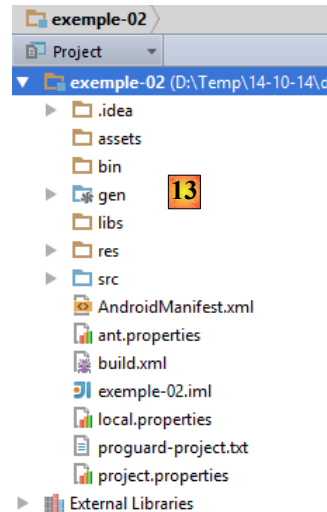 exemple-02
Project
exemple-02 (D:\Temp\14-10-14\
.idea
assets
bin
gen
13
libs
res
src
AndroidManifest.xml
ant.properties
build.xml
exemple-02.iml
local.properties
proguard-project.txt
project.properties
External Libraries